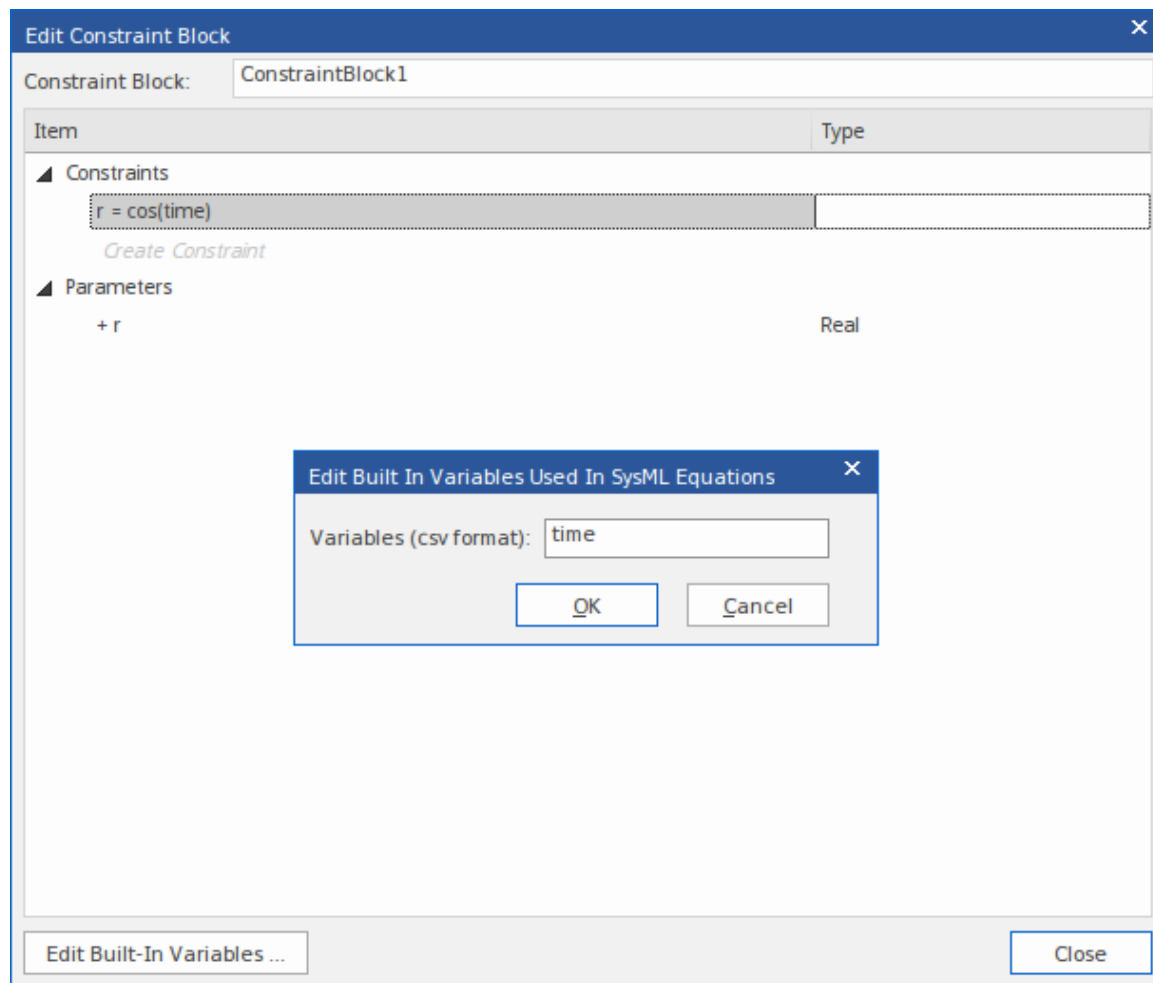 Edit Constraint Block
Constraint Block: ConstraintBlock1
Item Type
Constraints
r = cos(time)
Create Constraint
Parameters
+ r Real
Edit Built In Variables Used In SysML Equations
Variables (csv format): time
OK Cancel
Edit Built-In Variables ... Close